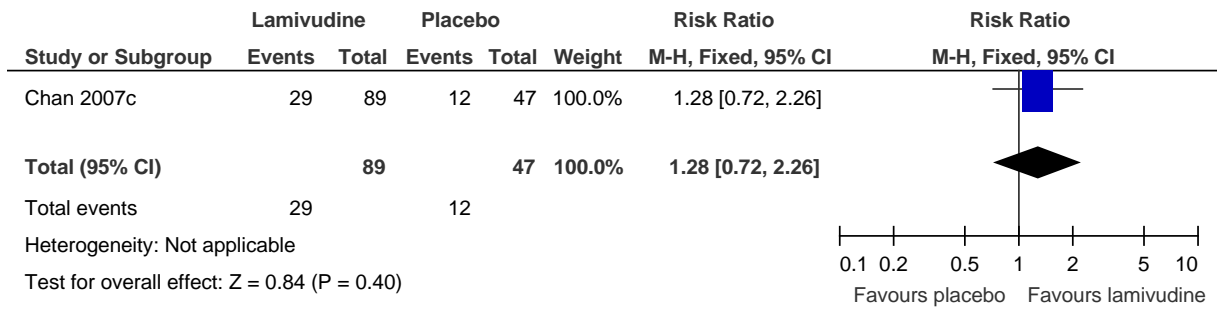 Lamivudine Placebo Risk Ratio Risk Ratio
Study or Subgroup Events Total Events Total Weight M-H, Fixed, 95% CI M-H, Fixed, 95% CI
Chan 2007c 29 89 12 47 100.0% 1.28 [0.72, 2.26]
Total (95% CI) 89 47 100.0% 1.28 [0.72, 2.26]
Total events 29 12
Heterogeneity: Not applicable
Test for overall effect: Z = 0.84 (P = 0.40)
0.1 0.2 0.5 1 2 5 10
Favours placebo Favours lamivudine